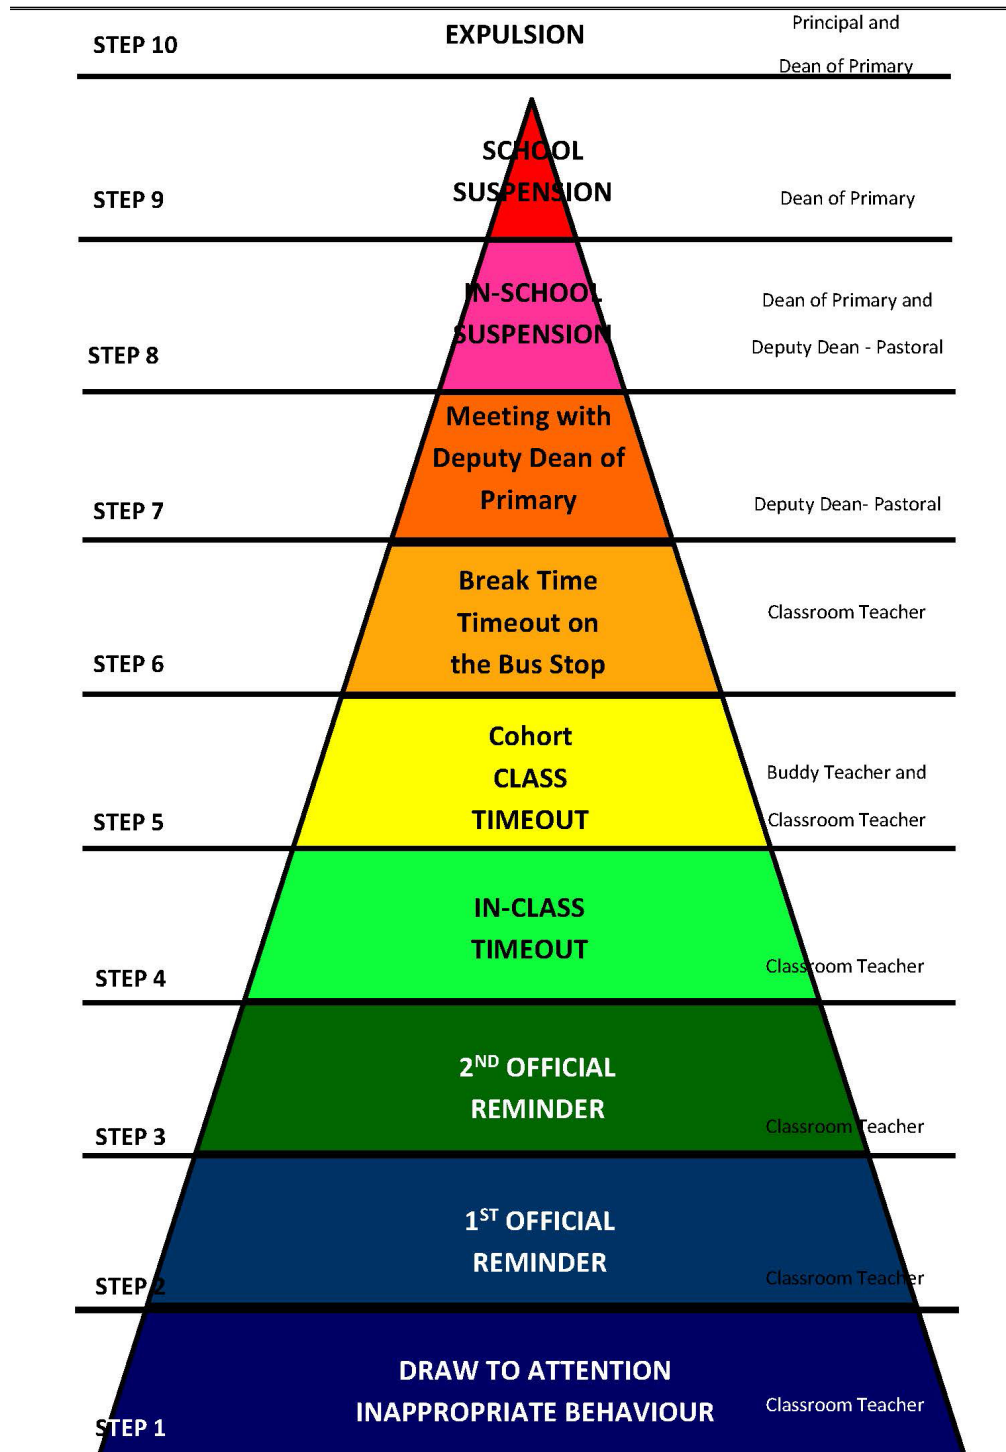 STEP 10
EXPULSION
Principal and
Dean of Primary
SCHOOL
SUSPENSION
STEP 9
Dean of Primary
IN-SCHOOL
SUSPENSION
STEP 8
Dean of Primary and
Deputy Dean - Pastoral
Meeting with
Deputy Dean of
Primary
STEP 7
Deputy Dean- Pastoral
Break Time
Timeout on
the Bus Stop
STEP 6
Classroom Teacher
Cohort
CLASS
TIMEOUT
STEP 5
Buddy Teacher and
Classroom Teacher
IN-CLASS
TIMEOUT
STEP 4
Classroom Teacher
2ND OFFICIAL
REMINDER
STEP 3
Classroom Teacher
1ST OFFICIAL
REMINDER
STEP 2
Classroom Teacher
DRAW TO ATTENTION
INAPPROPRIATE BEHAVIOUR
STEP 1
Classroom Teacher